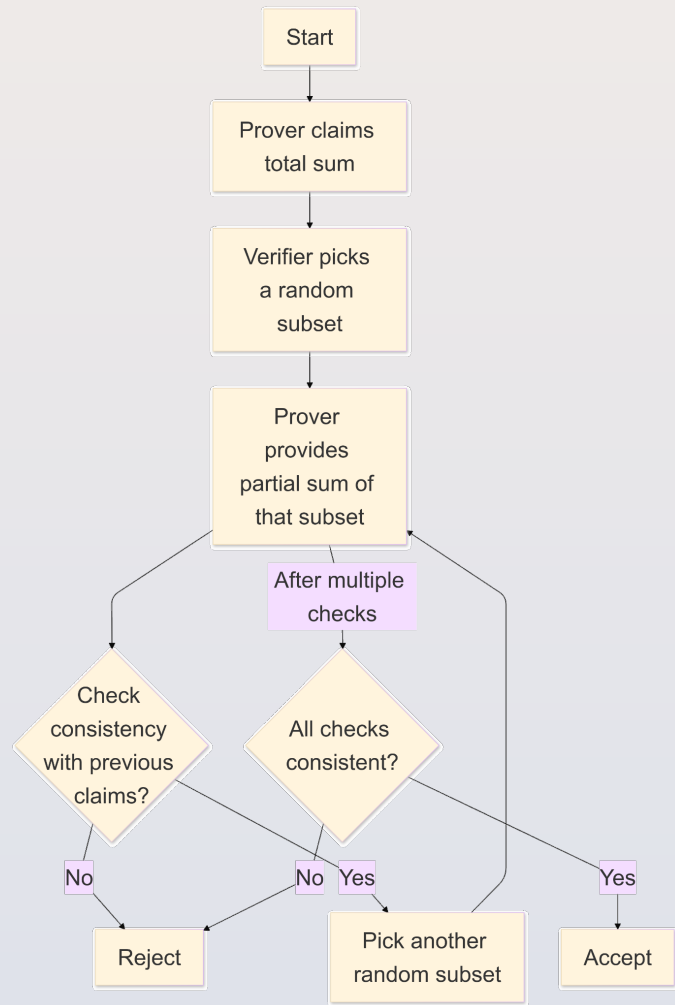 Start
Prover claims
total sum
Verifier picks
a random
subset
Prover
provides
partial sum of
that subset
After multiple
checks
Check
consistency
with previous
claims?
All checks
consistent?
No
No
Yes
Yes
Reject
Pick another
random subset
Accept